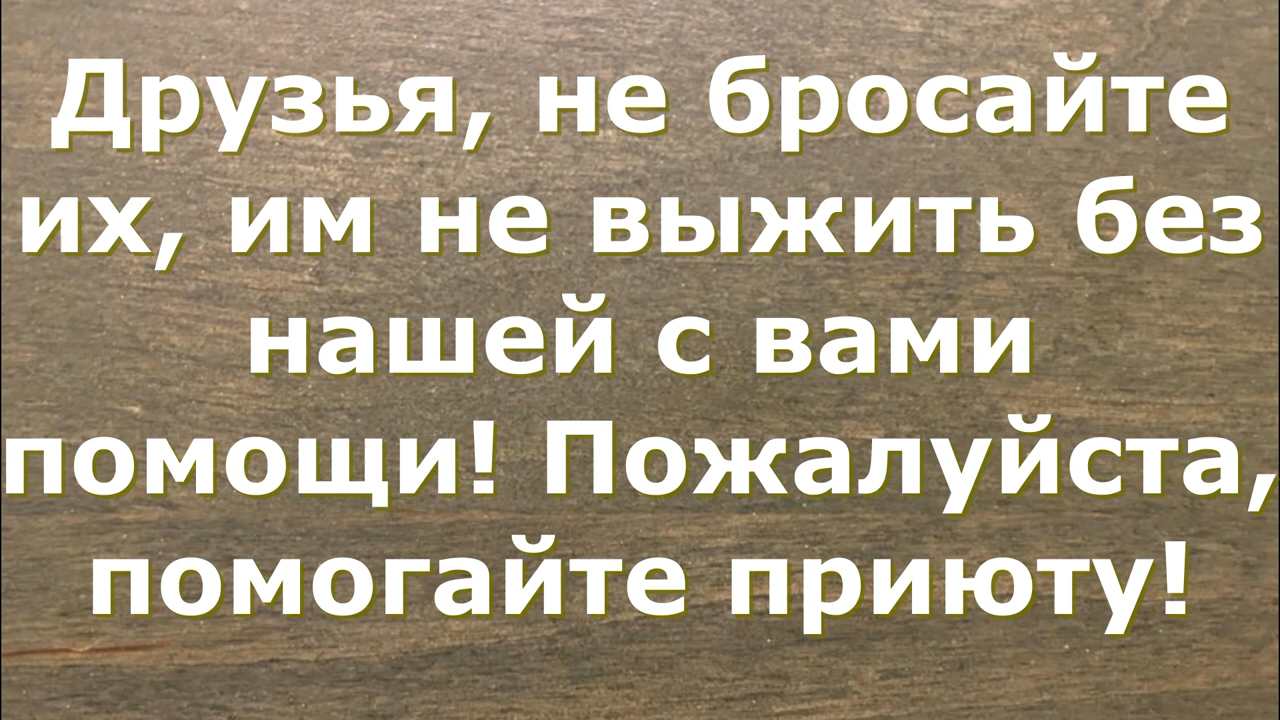 Друзья, не бросайте
их, им не выжить без
нашей с вами
помощи! Пожалуйста,
помогайте приюту!